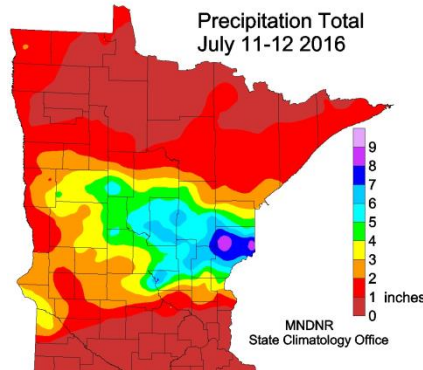 Precipitation Total
July 11-12 2016
9
8
7
6
5
4
3
2
1 inches
0
MNDNR
State Climatology Office